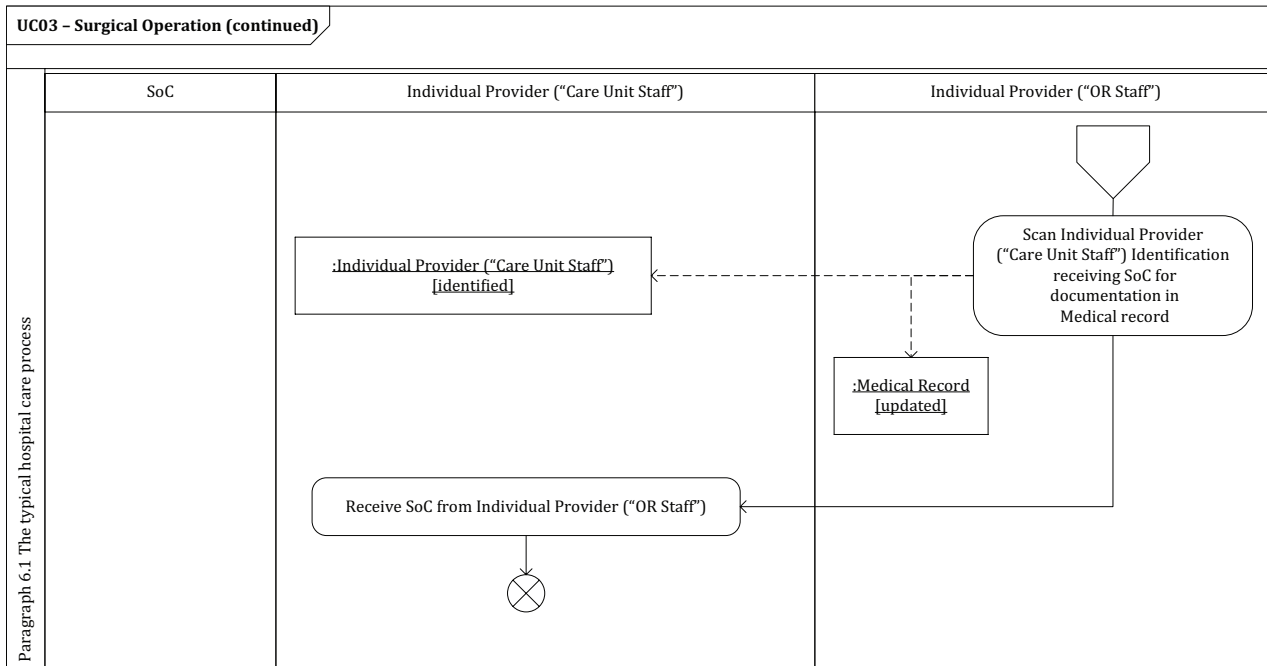 UC03 – Surgical Operation (continued)
SoC
Individual Provider (“Care Unit Staff”)
Individual Provider (“OR Staff”)
Paragraph 6.1 The typical hospital care process
Scan Individual Provider
(“Care Unit Staff”) Identification
receiving SoC for
documentation in
Medical record
:Individual Provider (“Care Unit Staff”)
[identified]
:Medical Record
[updated]
Receive SoC from Individual Provider (“OR Staff”)